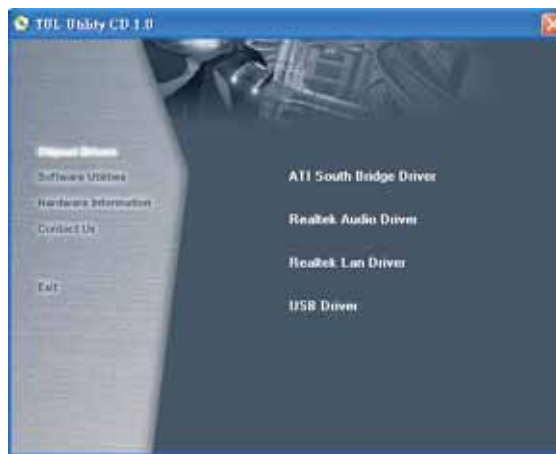 TUL Utility CD 1.0
Chipset Drivers
Software Utilities
Hardware Information
Contact Us
Exit
ATI South Bridge Driver
Realtek Audio Driver
Realtek Lan Driver
USB Driver